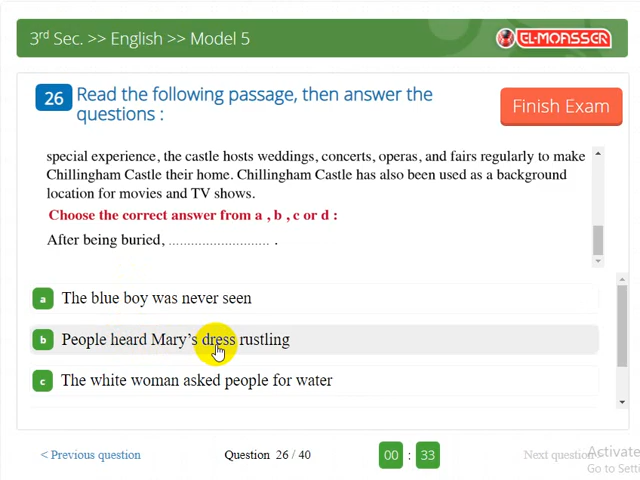 3rd Sec. >> English >> Model 5
EL-MOASSER
26 Read the following passage, then answer the
questions :
Finish Exam
special experience, the castle hosts weddings, concerts, operas, and fairs regularly to make
Chillingham Castle their home. Chillingham Castle has also been used as a background
location for movies and TV shows.
Choose the correct answer from a , b , c or d :
After being buried, .......................... .
a The blue boy was never seen
b People heard Mary's dress rustling
c The white woman asked people for water
< Previous question
Question 26 / 40
00 : 33
Next question >
Activate
Go to Setti